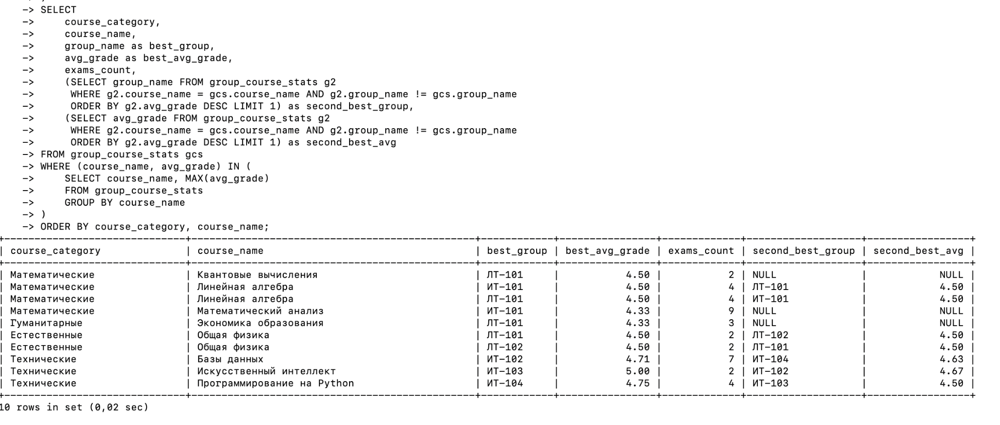 -> SELECT
->     course_category,
->     course_name,
->     group_name as best_group,
->     avg_grade as best_avg_grade,
->     exams_count,
->     (SELECT group_name FROM group_course_stats g2
->      WHERE g2.course_name = gcs.course_name AND g2.group_name != gcs.group_name
->      ORDER BY g2.avg_grade DESC LIMIT 1) as second_best_group,
->     (SELECT avg_grade FROM group_course_stats g2
->      WHERE g2.course_name = gcs.course_name AND g2.group_name != gcs.group_name
->      ORDER BY g2.avg_grade DESC LIMIT 1) as second_best_avg
-> FROM group_course_stats gcs
-> WHERE (course_name, avg_grade) IN (
->     SELECT course_name, MAX(avg_grade)
->     FROM group_course_stats
->     GROUP BY course_name
-> )
-> ORDER BY course_category, course_name;
| course_category | course_name | best_group | best_avg_grade | exams_count | second_best_group | second_best_avg |
| Математические | Квантовые вычисления | ЛТ-101 | 4.50 | 2 | NULL | NULL |
| Математические | Линейная алгебра | ИТ-101 | 4.50 | 4 | ЛТ-101 | 4.50 |
| Математические | Линейная алгебра | ЛТ-101 | 4.50 | 4 | ИТ-101 | 4.50 |
| Математические | Математический анализ | ИТ-101 | 4.33 | 9 | NULL | NULL |
| Гуманитарные | Экономика образования | ЛТ-101 | 4.33 | 3 | NULL | NULL |
| Естественные | Общая физика | ЛТ-101 | 4.50 | 2 | ЛТ-102 | 4.50 |
| Естественные | Общая физика | ЛТ-102 | 4.50 | 2 | ЛТ-101 | 4.50 |
| Технические | Базы данных | ИТ-102 | 4.71 | 7 | ИТ-104 | 4.63 |
| Технические | Искусственный интеллект | ИТ-103 | 5.00 | 2 | ИТ-102 | 4.67 |
| Технические | Программирование на Python | ИТ-104 | 4.75 | 4 | ИТ-103 | 4.50 |
10 rows in set (0,02 sec)